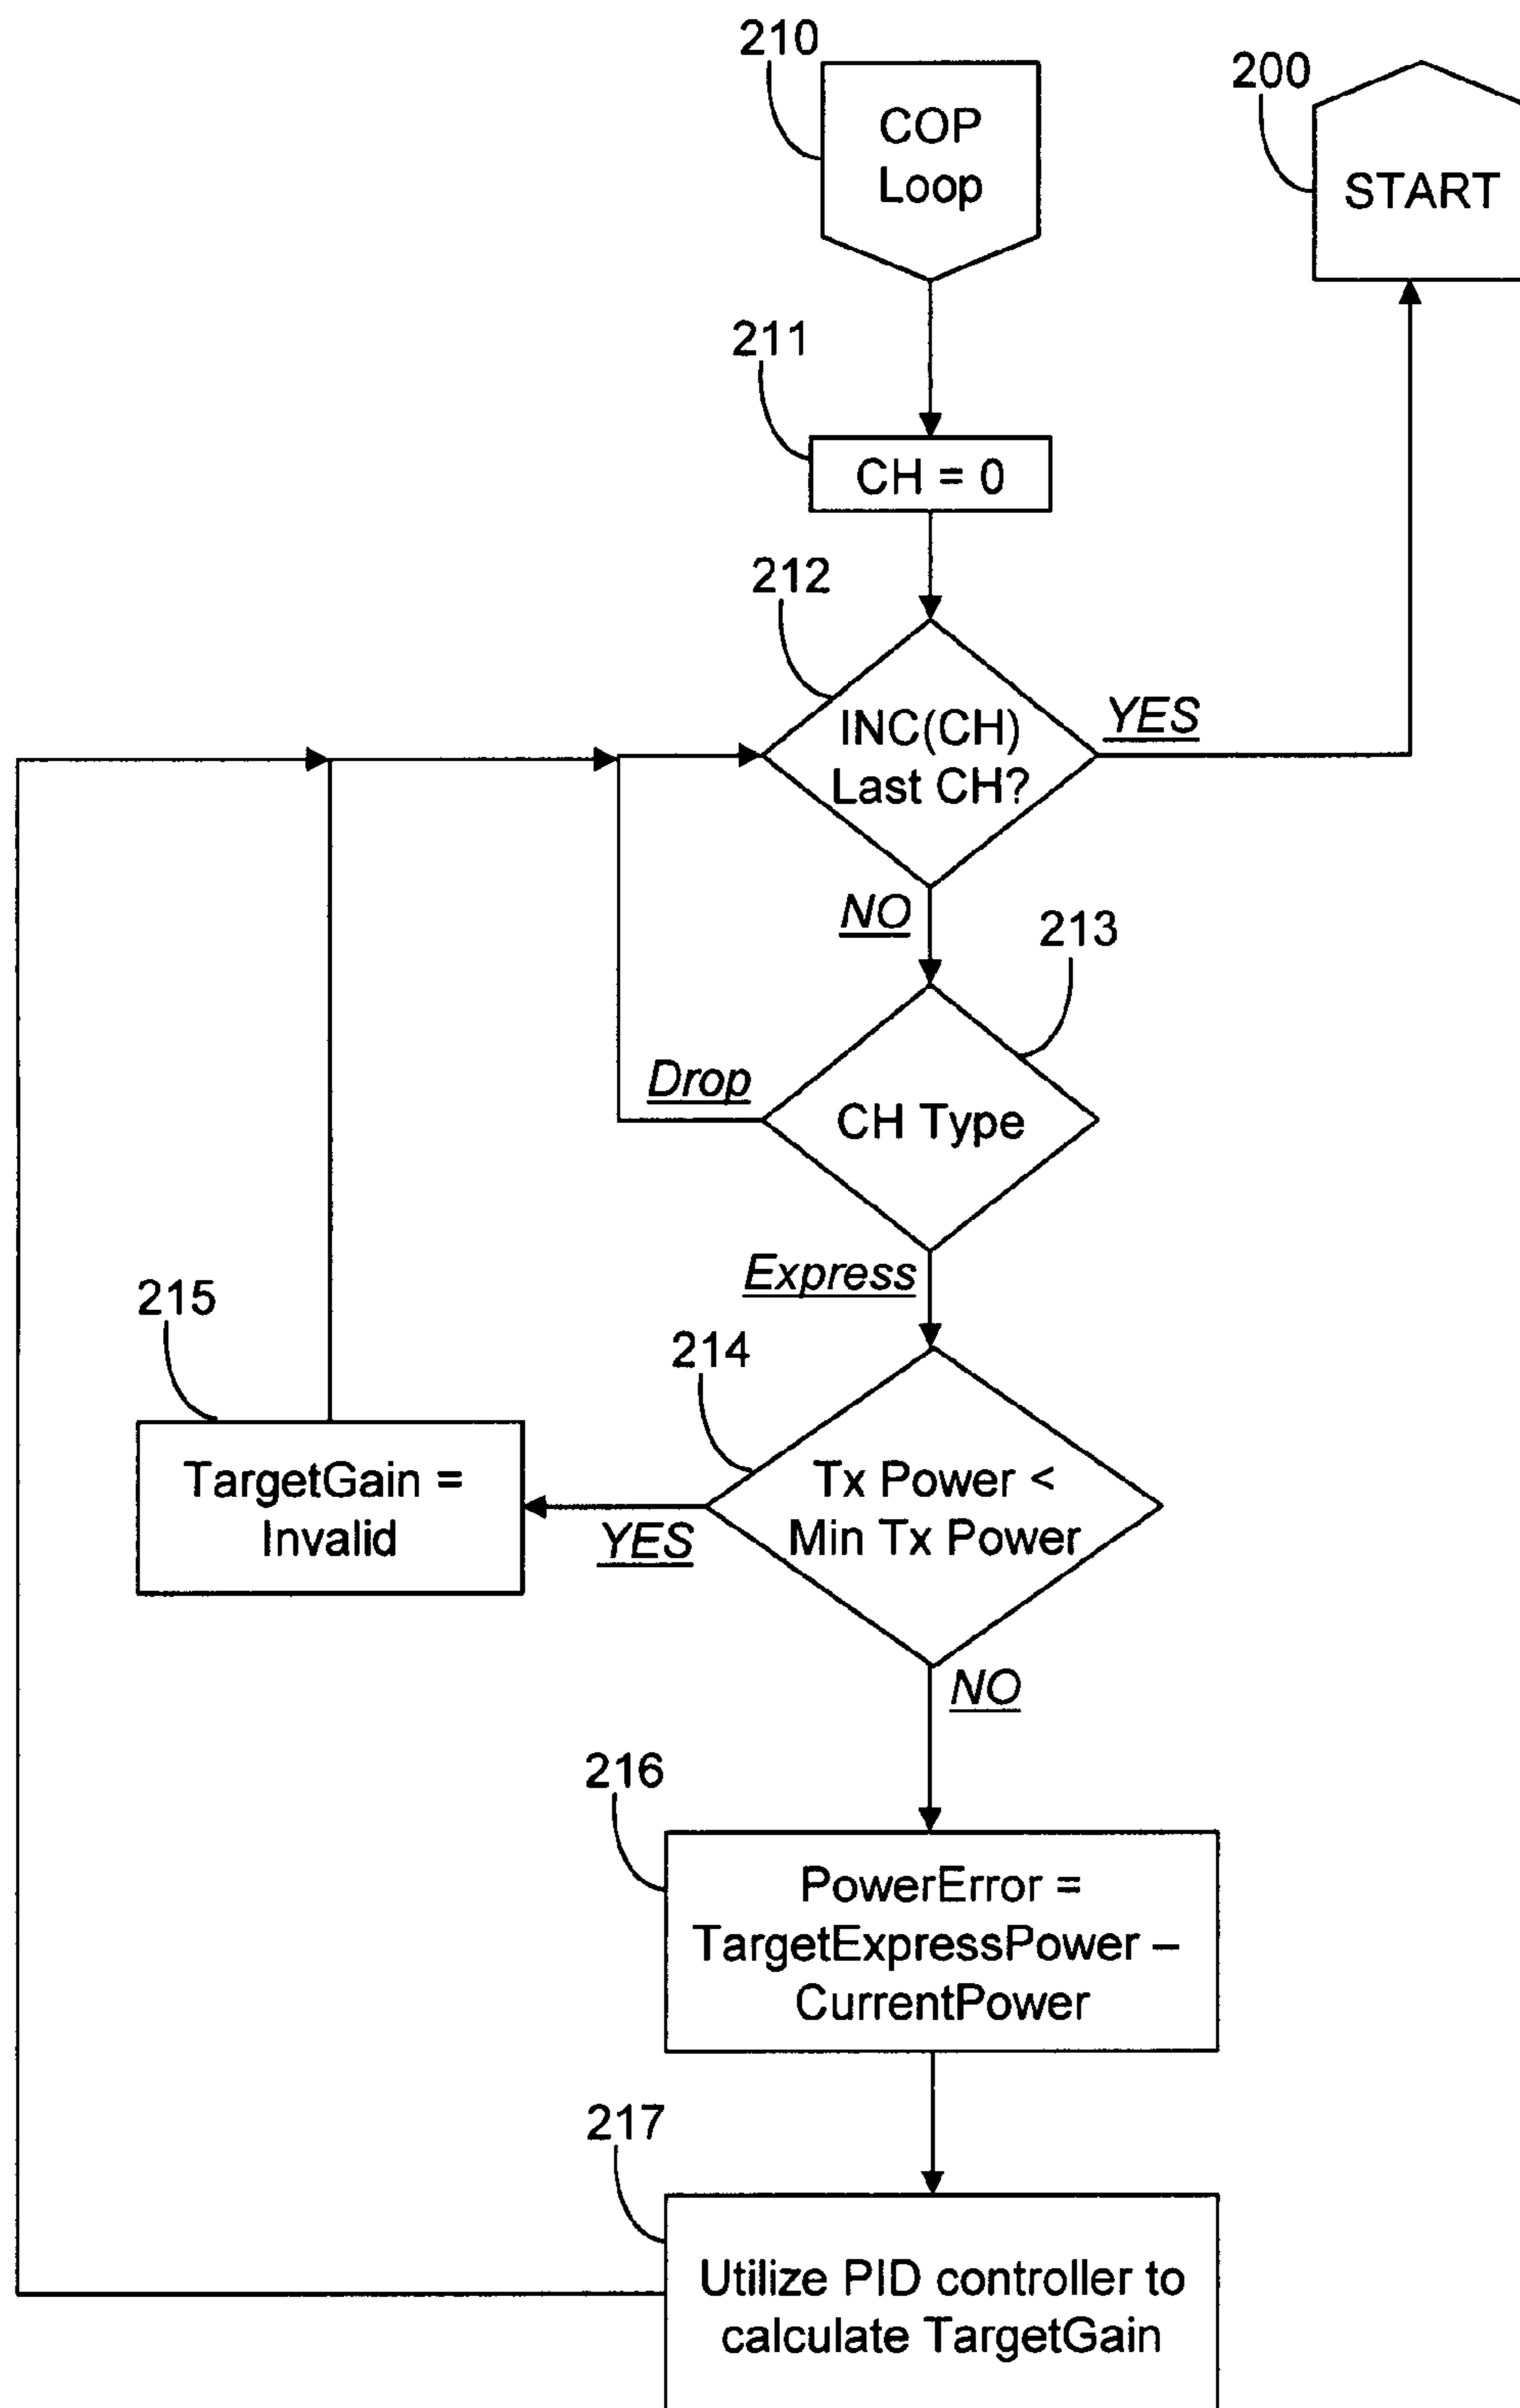 210
COP
Loop
200
START
211
CH = 0
212
INC(CH)
Last CH?
YES
NO
213
Drop
CH Type
Express
215
214
TargetGain =
Invalid
YES
Tx Power <
Min Tx Power
NO
216
PowerError =
TargetExpressPower –
CurrentPower
217
Utilize PID controller to
calculate TargetGain